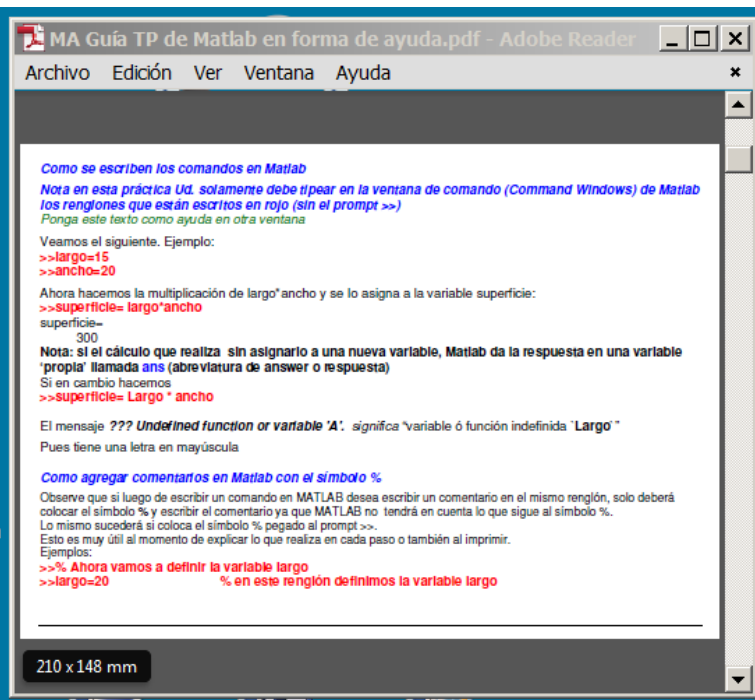 MA Guía TP de Matlab en forma de ayuda.pdf - Adobe Reader
Archivo Edición Ver Ventana Ayuda
Como se escriben los comandos en Matlab
Nota en esta práctica Ud. solamente debe tipear en la ventana de comando (Command Windows) de Matlab
los renglones que están escritos en rojo (sin el prompt >>)
Ponga este texto como ayuda en otra ventana
Veamos el siguiente. Ejemplo:
>>largo=15
>>ancho=20
Ahora hacemos la multiplicación de largo*ancho y se lo asigna a la variable superficie:
>>superficie= largo*ancho
superficie=
300
Nota: si el cálculo que realiza sin asignarlo a una nueva variable, Matlab da la respuesta en una variable
'propia' llamada ans (abreviatura de answer o respuesta)
Si en cambio hacemos
>>superficie= Largo * ancho
El mensaje ??? Undefined function or variable 'A'. significa "variable ó función indefinida `Largo´"
Pues tiene una letra en mayúscula
Como agregar comentarios en Matlab con el símbolo %
Observe que si luego de escribir un comando en MATLAB desea escribir un comentario en el mismo renglón, solo deberá
colocar el símbolo % y escribir el comentario ya que MATLAB no tendrá en cuenta lo que sigue al símbolo %.
Lo mismo sucederá si coloca el símbolo % pegado al prompt >>.
Esto es muy útil al momento de explicar lo que realiza en cada paso o también al imprimir.
Ejemplos:
>>% Ahora vamos a definir la variable largo
>>largo=20 % en este renglón definimos la variable largo
210 x 148 mm